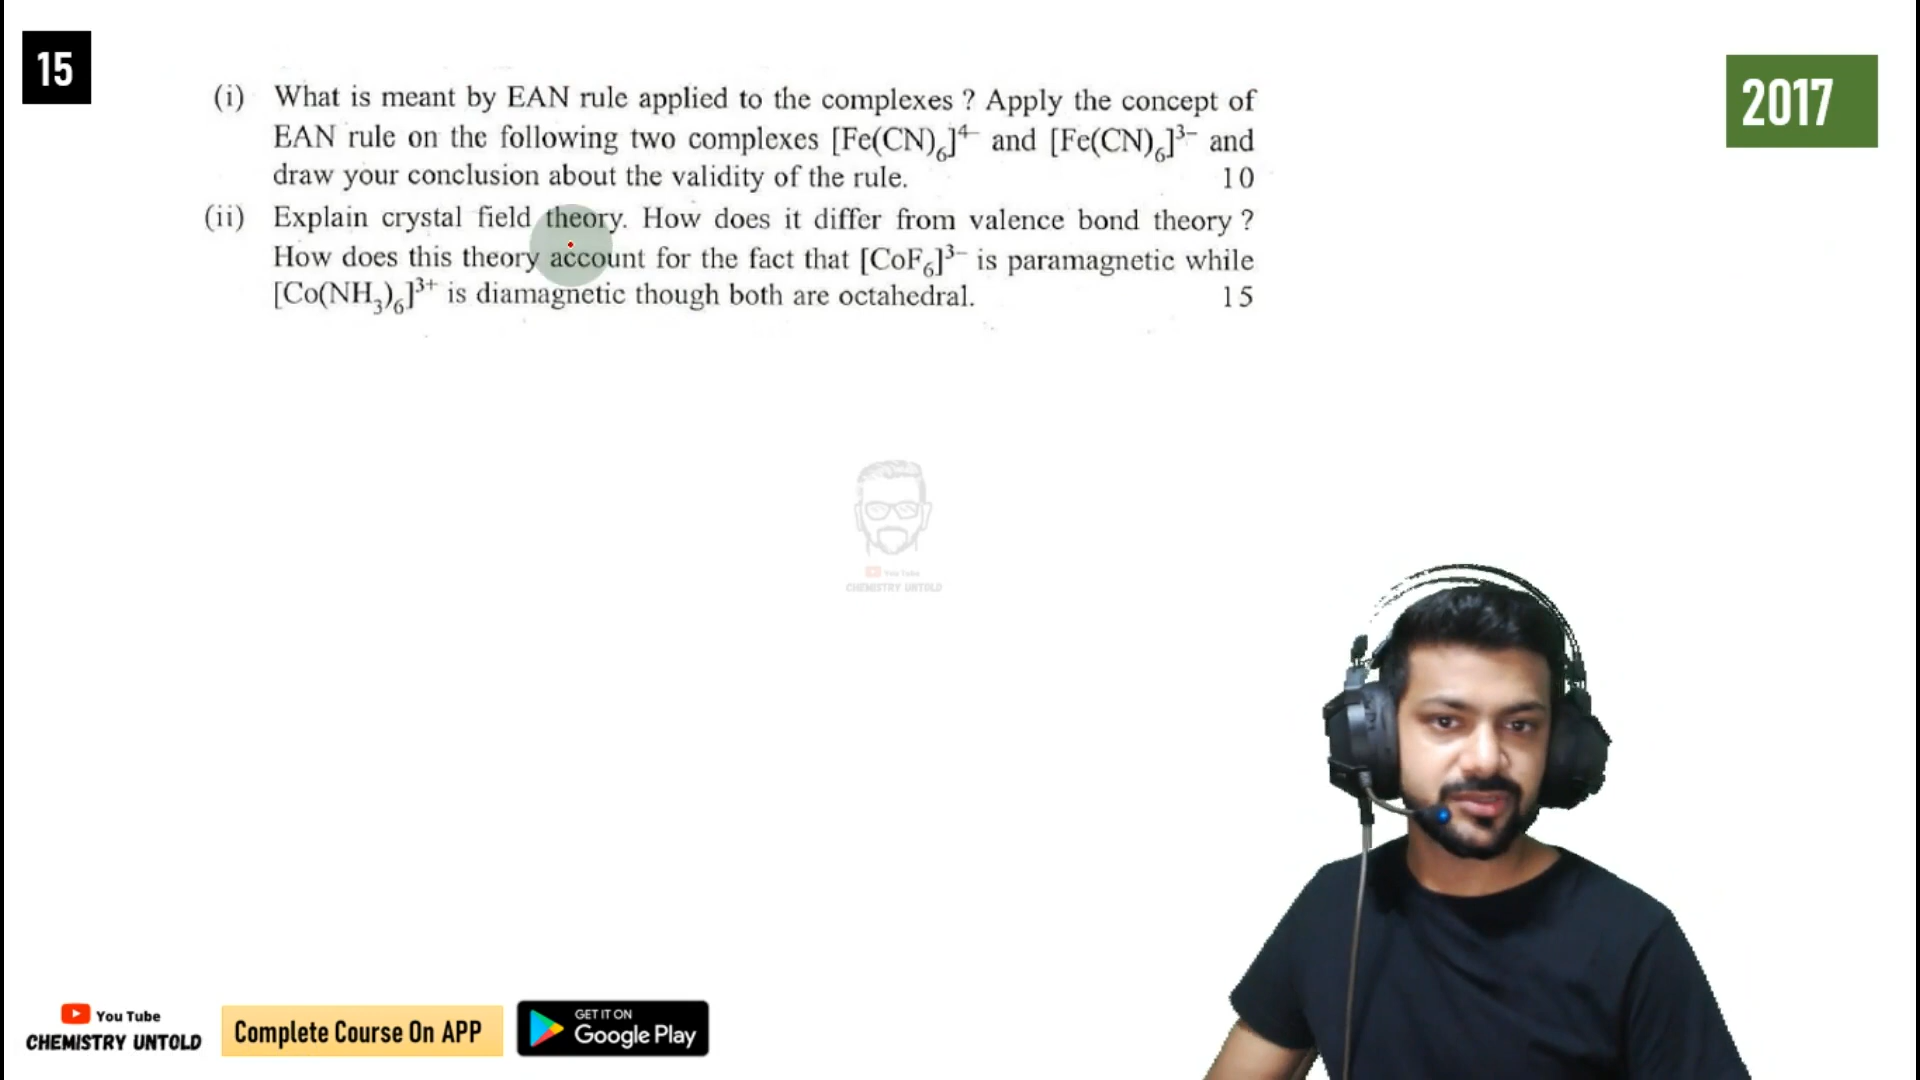 15
2017
(i) What is meant by EAN rule applied to the complexes ? Apply the concept of
EAN rule on the following two complexes [Fe(CN)₆]⁴⁻ and [Fe(CN)₆]³⁻ and
draw your conclusion about the validity of the rule. 10
(ii) Explain crystal field theory. How does it differ from valence bond theory ?
How does this theory account for the fact that [CoF₆]³⁻ is paramagnetic while
[Co(NH₃)₆]³⁺ is diamagnetic though both are octahedral. 15
You Tube
CHEMISTRY UNTOLD
You Tube
CHEMISTRY UNTOLD
Complete Course On APP
GET IT ON
Google Play